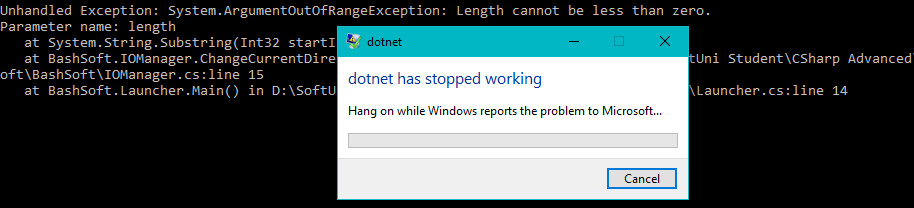 Unhandled Exception: System.ArgumentOutOfRangeException: Length cannot be less than zero.
Parameter name: length
at System.String.Substring(Int32 startI
at BashSoft.IOManager.ChangeCurrentDire tUni Student\CSharp Advanced\
oft\BashSoft\IOManager.cs:line 15
at BashSoft.Launcher.Main() in D:\SoftU \Launcher.cs:line 14
dotnet
dotnet has stopped working
Hang on while Windows reports the problem to Microsoft...
Cancel